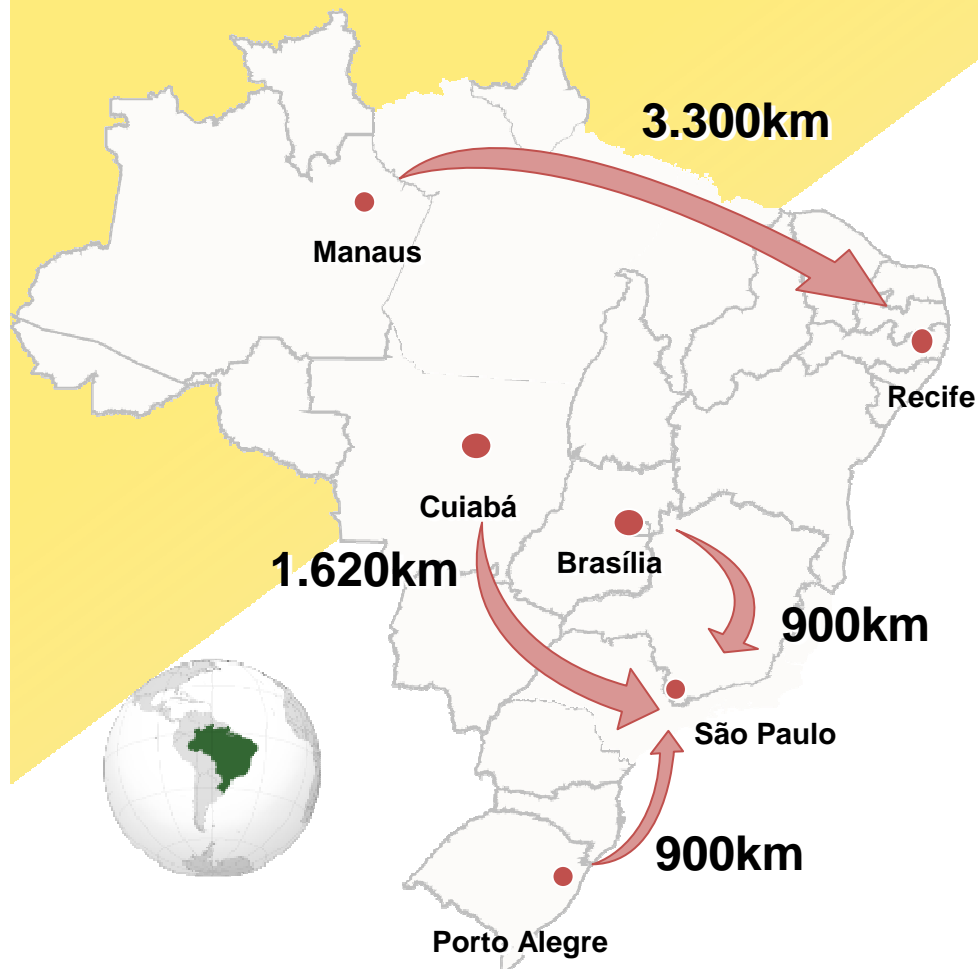 3.300km
Manaus
Recife
Cuiabá
Brasília
1.620km
900km
São Paulo
900km
Porto Alegre